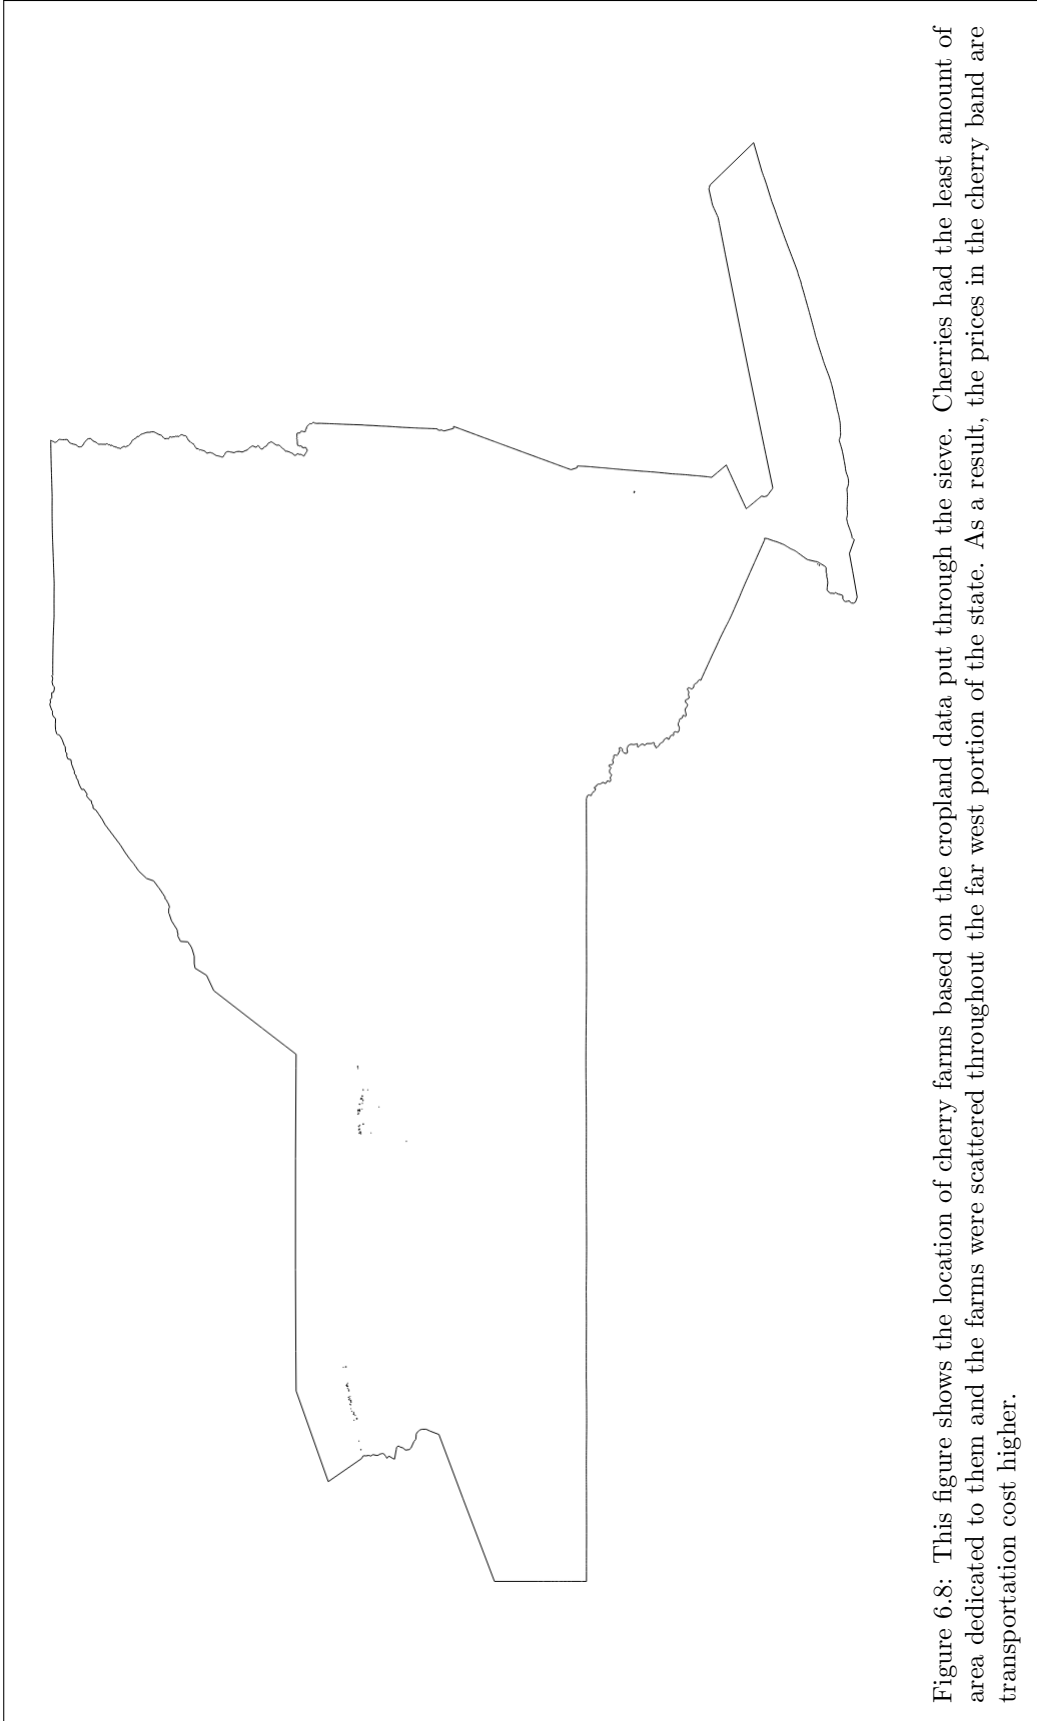 Figure 6.8: This figure shows the location of cherry farms based on the cropland data put through the sieve. Cherries had the least amount of
area dedicated to them and the farms were scattered throughout the far west portion of the state. As a result, the prices in the cherry band are
transportation cost higher.